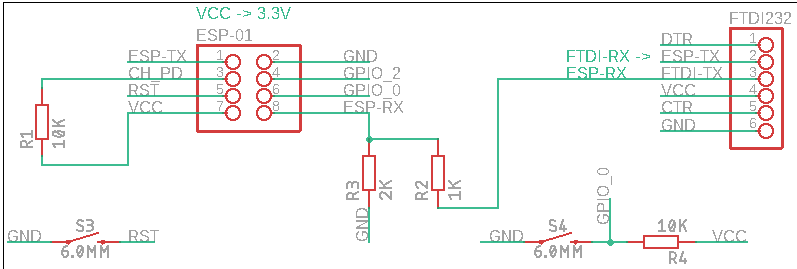 VCC -> 3.3V
ESP-01
FTDI232
ESP-TX 1 2 GND
CH_PD 3 4 GPIO_2
RST 5 6 GPIO_0
VCC 7 8 ESP-RX
FTDI-RX ->
ESP-RX
DTR 1
ESP-TX 2
FTDI-TX 3
VCC 4
CTR 5
GND 6
R1
10K
R3
2K
R2
1K
GND
GPIO_0
GND
S3
6.0MM
RST
GND
S4
6.0MM
10K
R4
VCC